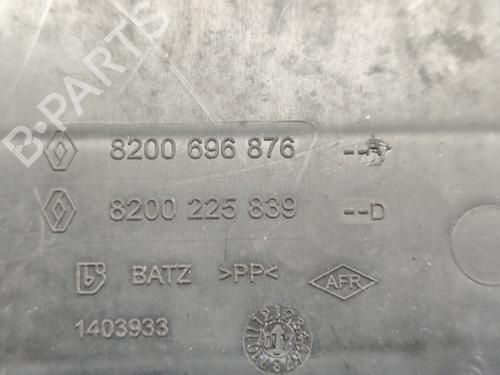 B-PARTS
8200 696 876 --
8200 225 839 --D
BATZ >PP< AFR
1403933